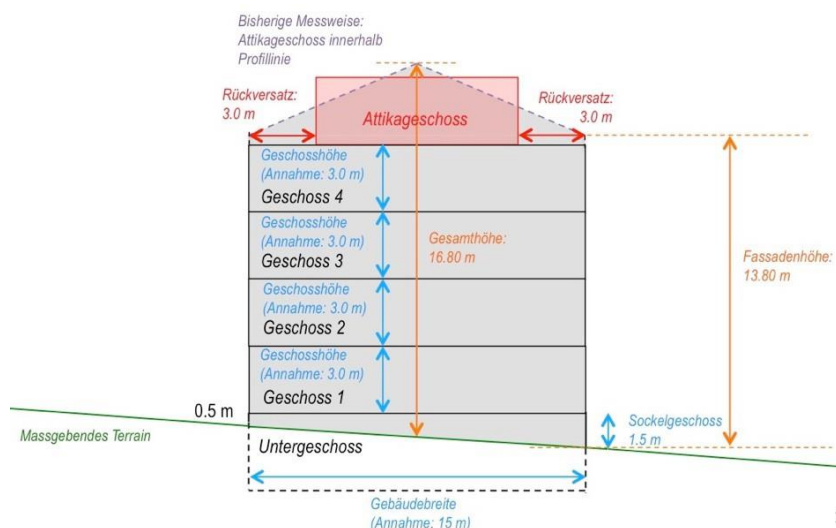 Bisherige Messweise:
Attikageschoss innerhalb
Profillinie
Rückversatz:
3.0 m
Attikageschoss
Rückversatz:
3.0 m
Geschosshöhe
(Annahme: 3.0 m)
Geschoss 4
Geschosshöhe
(Annahme: 3.0 m)
Geschoss 3
Gesamthöhe:
16.80 m
Fassadenhöhe:
13.80 m
Geschosshöhe
(Annahme: 3.0 m)
Geschoss 2
Geschosshöhe
(Annahme: 3.0 m)
Geschoss 1
0.5 m
Massgebendes Terrain
Untergeschoss
Sockelgeschoss
1.5 m
Gebäudebreite
(Annahme: 15 m)